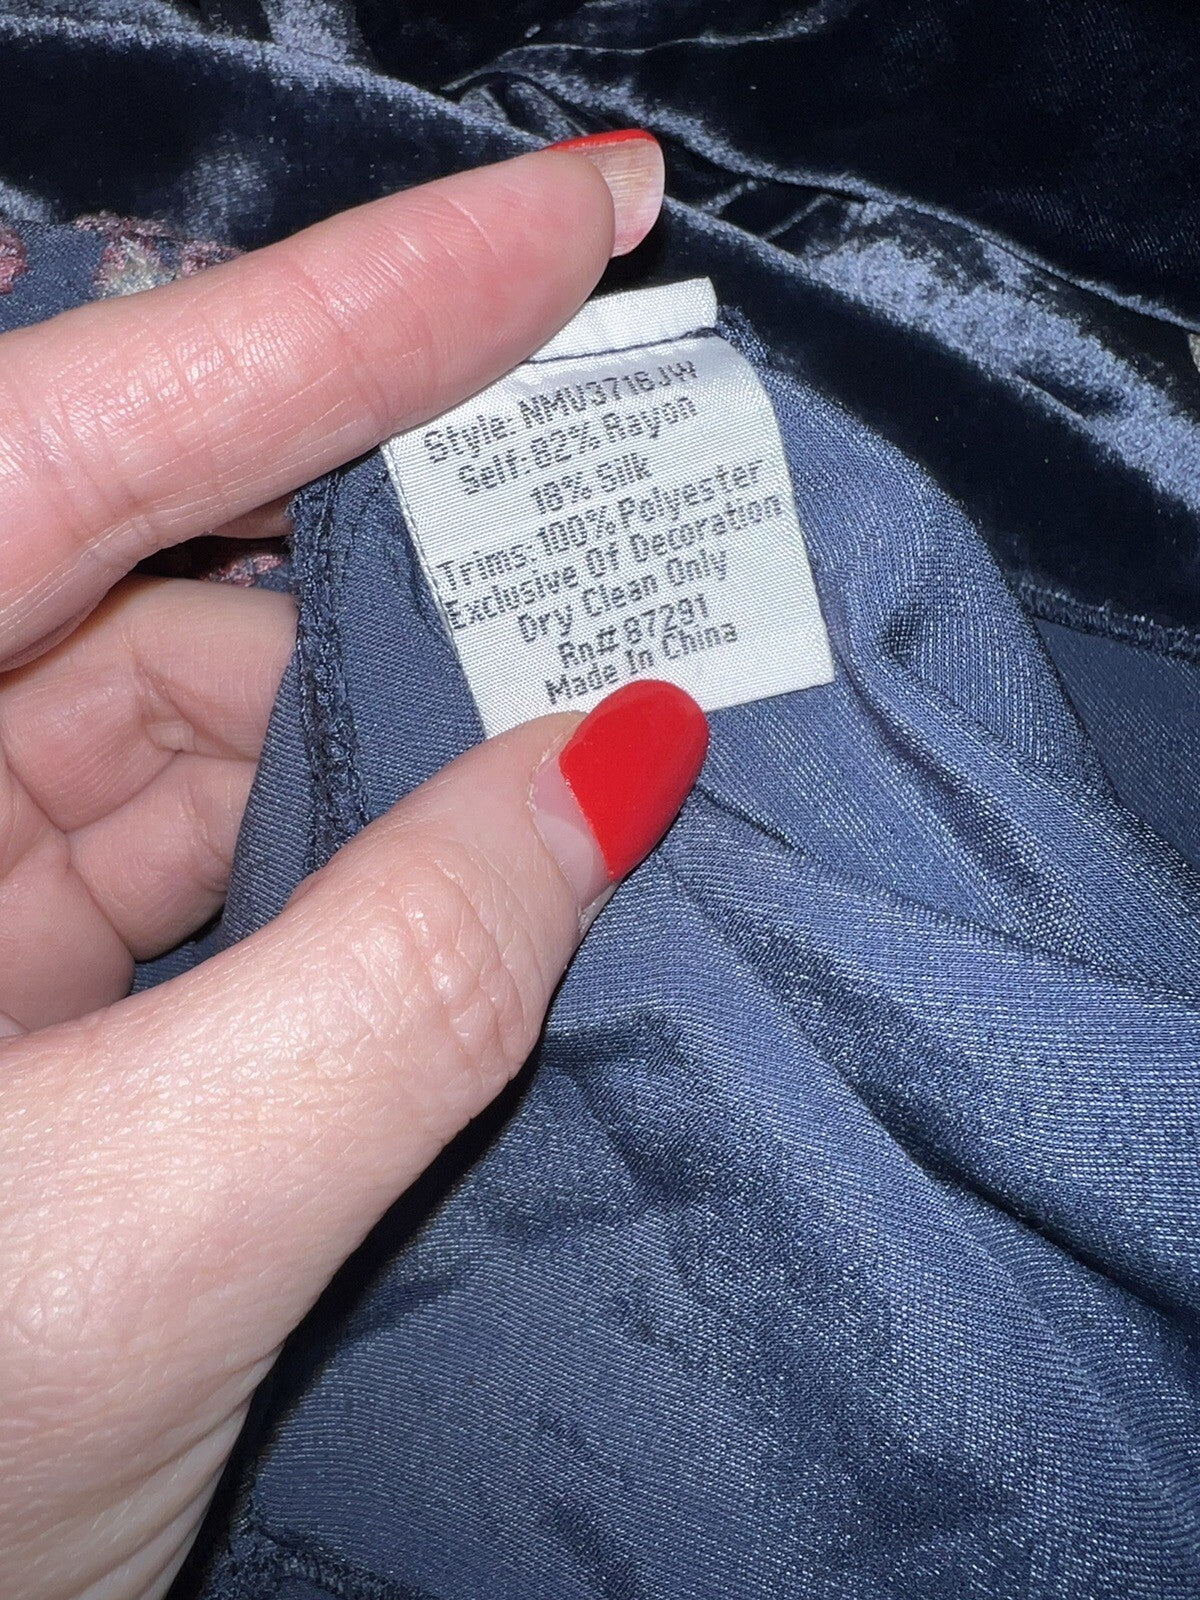 Style: NMU3716JW
Self: 82% Rayon
18% Silk
Trims: 100% Polyester
Exclusive Of Decoration
Dry Clean Only
Rn# 87291
Made In China